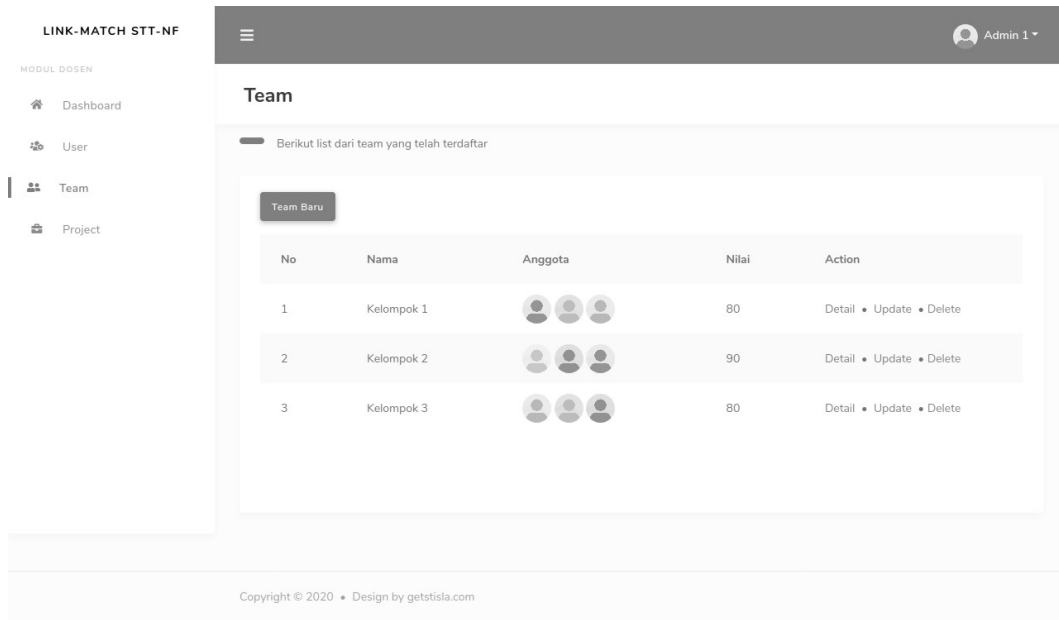 LINK-MATCH STT-NF
Admin 1
MODUL DOSEN
Dashboard
User
Team
Project
Team
Berikut list dari team yang telah terdaftar
Team Baru
No Nama Anggota Nilai Action
1 Kelompok 1 80 Detail • Update • Delete
2 Kelompok 2 90 Detail • Update • Delete
3 Kelompok 3 80 Detail • Update • Delete
Copyright © 2020 • Design by getstisla.com